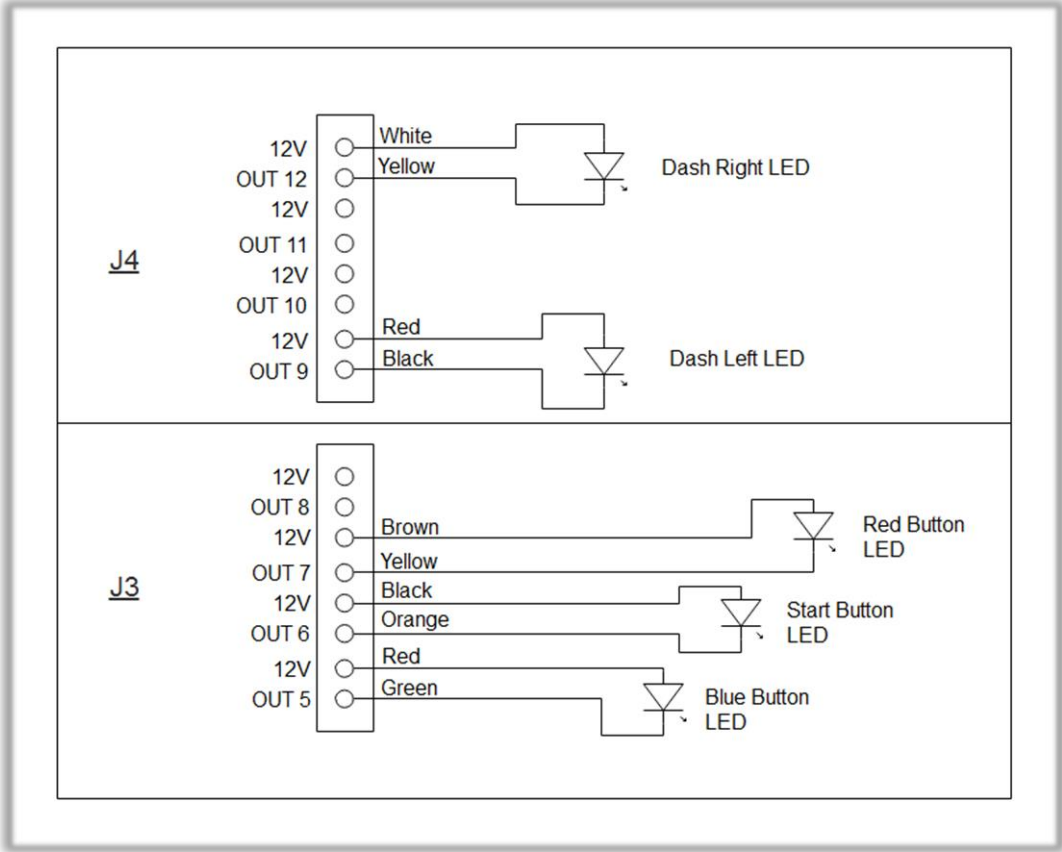 12V
White
OUT 12
Yellow
Dash Right LED
12V
OUT 11
J4
12V
OUT 10
12V
Red
OUT 9
Black
Dash Left LED
12V
OUT 8
12V
Brown
Red Button
LED
OUT 7
Yellow
J3
12V
Black
Start Button
LED
OUT 6
Orange
12V
Red
OUT 5
Green
Blue Button
LED